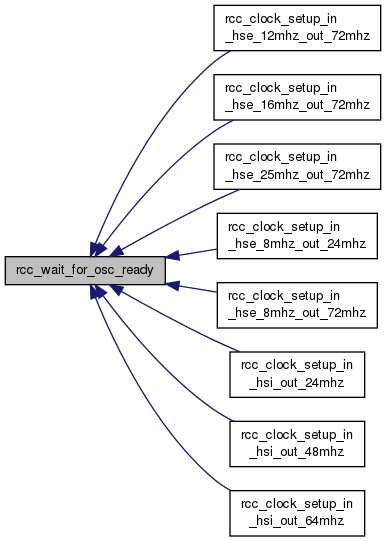 rcc_clock_setup_in
_hse_12mhz_out_72mhz
rcc_clock_setup_in
_hse_16mhz_out_72mhz
rcc_clock_setup_in
_hse_25mhz_out_72mhz
rcc_clock_setup_in
_hse_8mhz_out_24mhz
rcc_wait_for_osc_ready
rcc_clock_setup_in
_hse_8mhz_out_72mhz
rcc_clock_setup_in
_hsi_out_24mhz
rcc_clock_setup_in
_hsi_out_48mhz
rcc_clock_setup_in
_hsi_out_64mhz